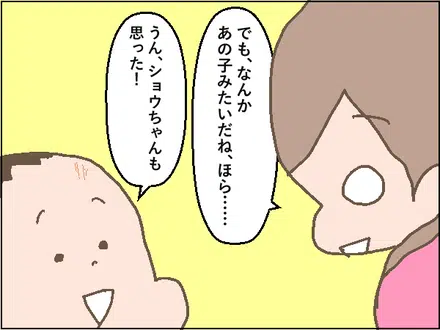 でも、なんか
あの子みたいだね、ほら……
うん、ショウちゃんも
思った！